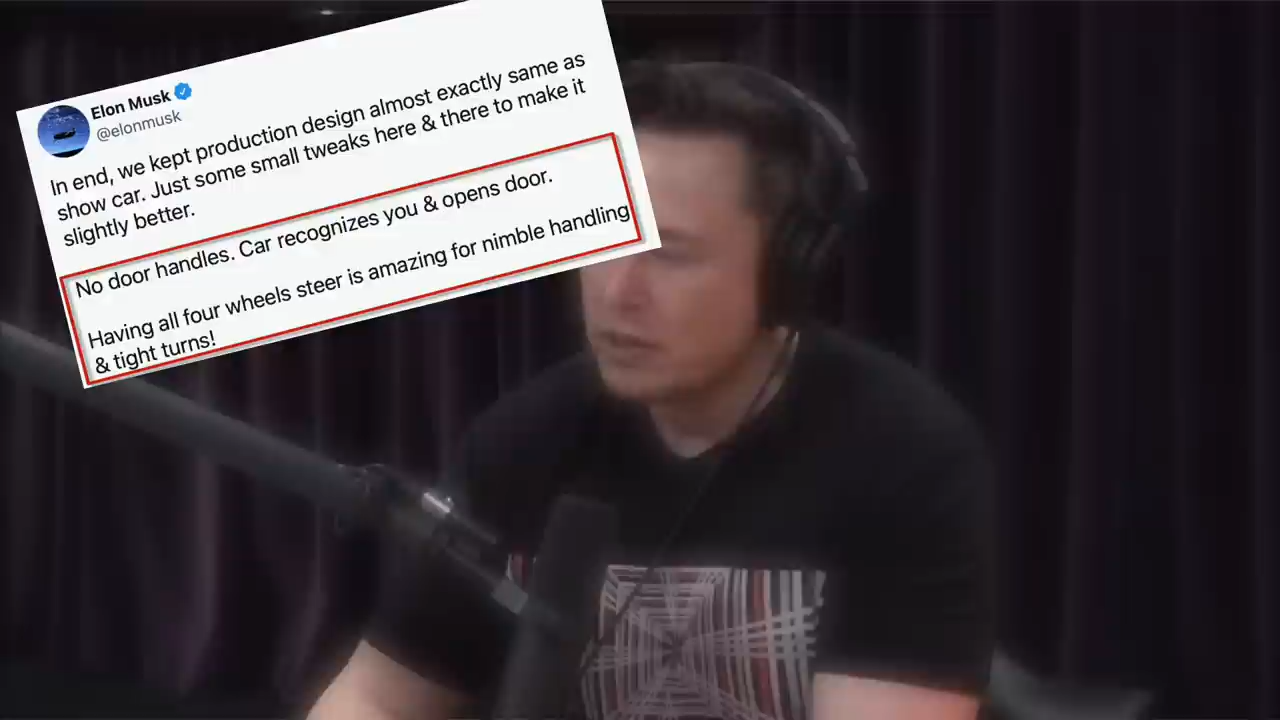 Elon Musk
@elonmusk
In end, we kept production design almost exactly same as
show car. Just some small tweaks here & there to make it
slightly better.
No door handles. Car recognizes you & opens door.
Having all four wheels steer is amazing for nimble handling
& tight turns!